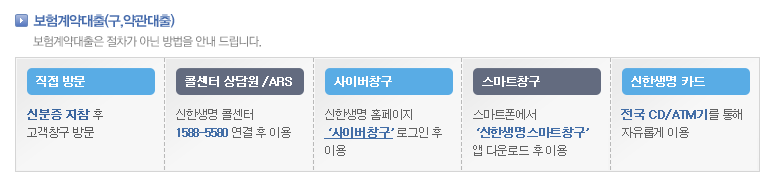 보험계약대출(구,약관대출)
보험계약대출은 절차가 아닌 방법을 안내 드립니다.
직접 방문
신분증 지참 후
고객창구 방문
콜센터 상담원/ARS
신한생명 콜센터
1588-5580 연결 후 이용
사이버창구
신한생명 홈페이지
'사이버창구' 로그인 후
이용
스마트창구
스마트폰에서
'신한생명스마트창구'
앱 다운로드 후 이용
신한생명 카드
전국 CD/ATM기를 통해
자유롭게 이용